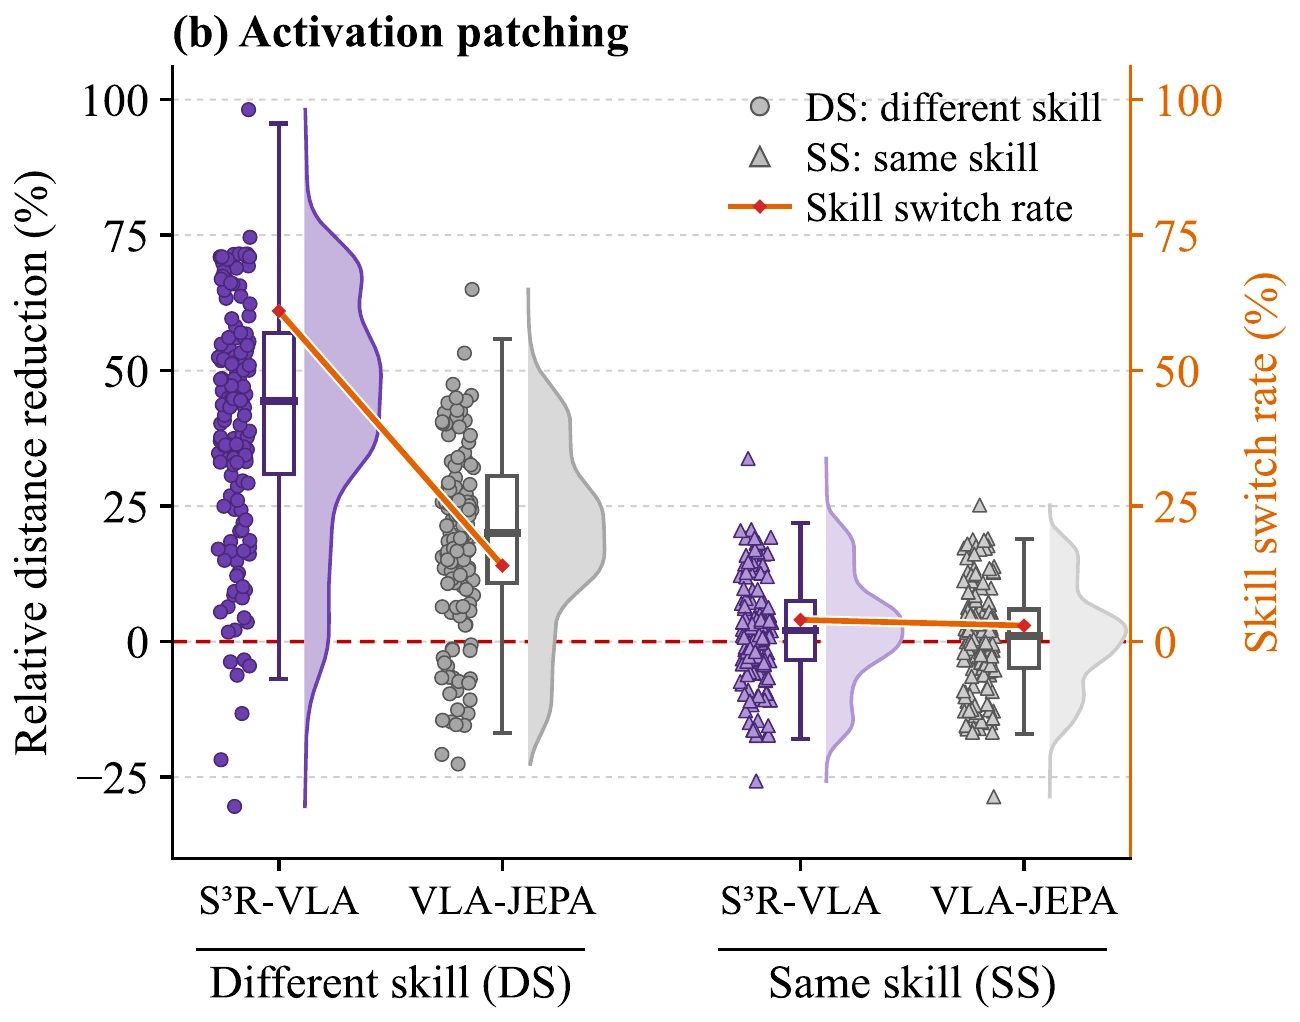 (b) Activation patching
Relative distance reduction (%)
100
75
50
25
0
−25
DS: different skill
SS: same skill
Skill switch rate
100
75
50
25
0
Skill switch rate (%)
S³R-VLA VLA-JEPA S³R-VLA VLA-JEPA
Different skill (DS) Same skill (SS)